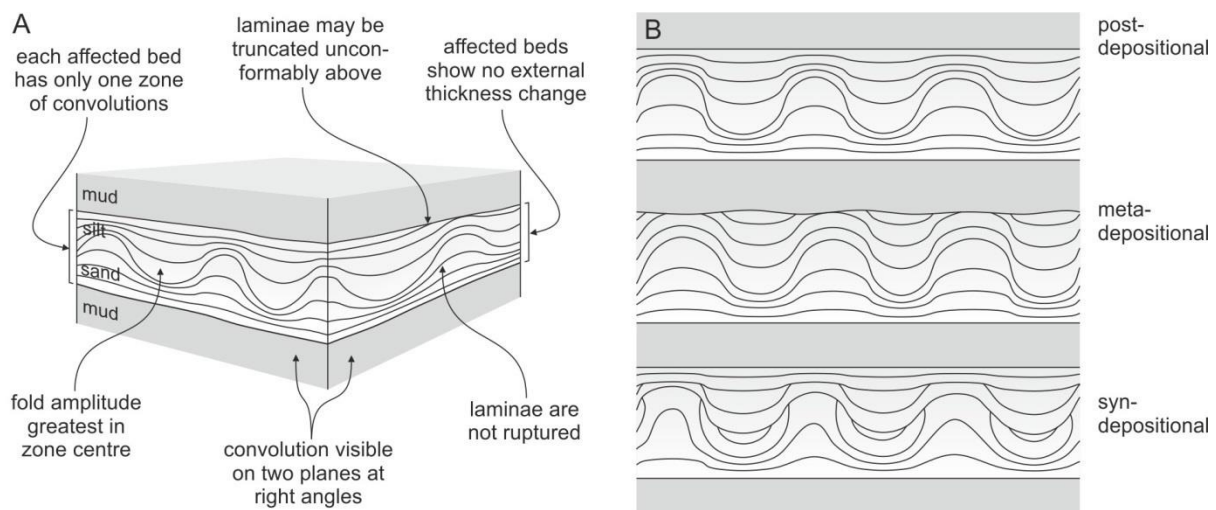 A
each affected bed
has only one zone
of convolutions
laminae may be
truncated uncon-
formably above
affected beds
show no external
thickness change
mud
silt
sand
mud
fold amplitude
greatest in
zone centre
convolution visible
on two planes at
right angles
laminae are
not ruptured
B
post-
depositional
meta-
depositional
syn-
depositional